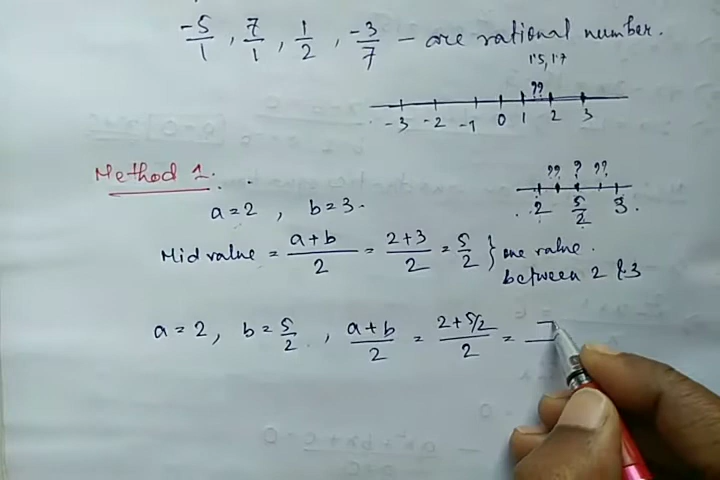 -5/1 , 7/1 , 1/2 , -3/7 – are rational number.
1.5, 1.7
??
-3 -2 -1 0 1 2 3
Method 1:
?? ? ??
2 5/2 3
a = 2 , b = 3.
Mid value = a+b/2 = 2+3/2 = 5/2 } one value
between 2 & 3
a = 2, b = 5/2 , a+b/2 = 2+5/2/2 =